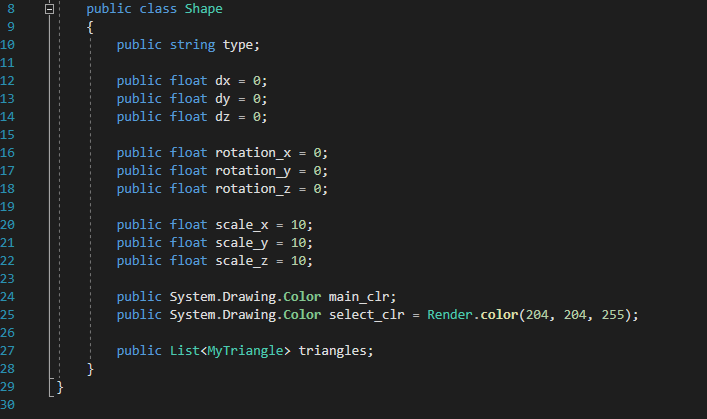 8 public class Shape
9 {
10 public string type;
11
12 public float dx = 0;
13 public float dy = 0;
14 public float dz = 0;
15
16 public float rotation_x = 0;
17 public float rotation_y = 0;
18 public float rotation_z = 0;
19
20 public float scale_x = 10;
21 public float scale_y = 10;
22 public float scale_z = 10;
23
24 public System.Drawing.Color main_clr;
25 public System.Drawing.Color select_clr = Render.color(204, 204, 255);
26
27 public List<MyTriangle> triangles;
28 }
29 }
30